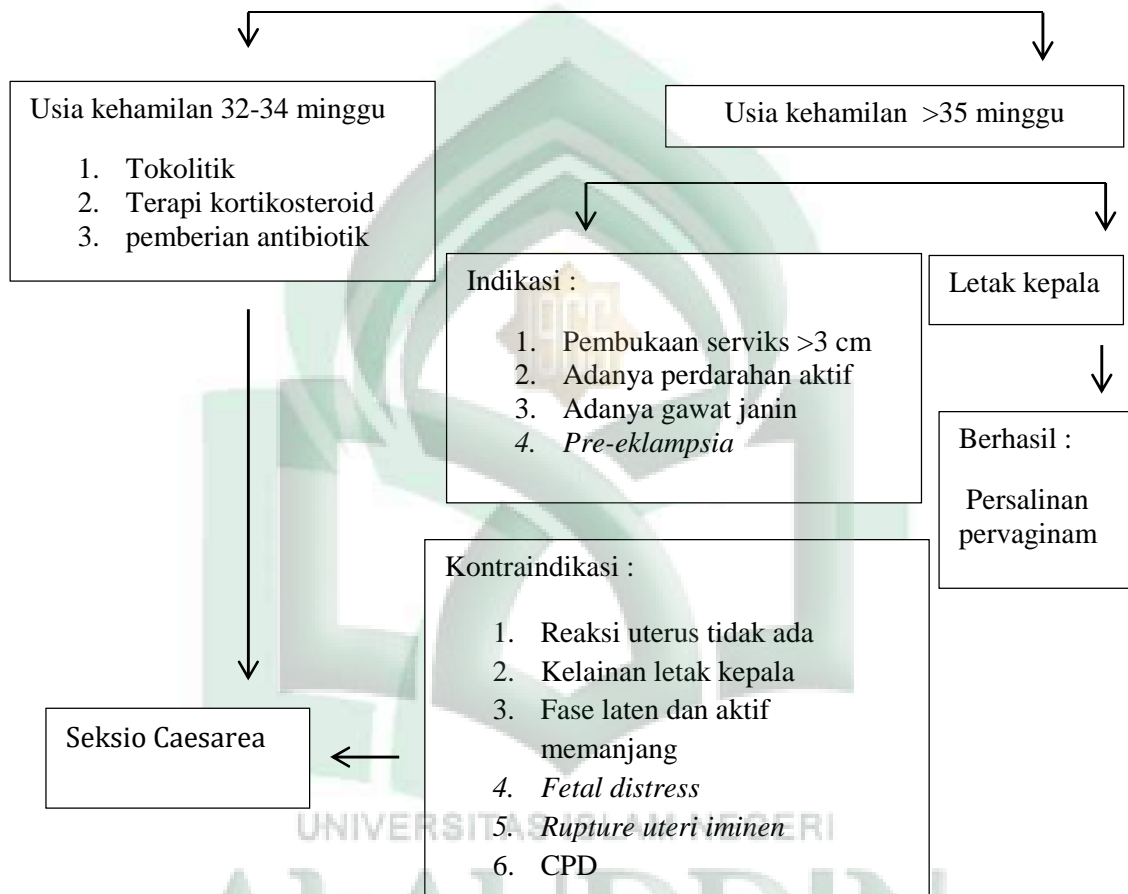 Usia kehamilan 32-34 minggu
1. Tokolitik
2. Terapi kortikosteroid
3. pemberian antibiotik
Usia kehamilan >35 minggu
Indikasi :
1. Pembukaan serviks >3 cm
2. Adanya perdarahan aktif
3. Adanya gawat janin
4. Pre-eklampsia
Letak kepala
Berhasil :
Persalinan
pervaginam
Kontraindikasi :
1. Reaksi uterus tidak ada
2. Kelainan letak kepala
3. Fase laten dan aktif
memanjang
4. Fetal distress
5. Rupture uteri iminen
6. CPD
Seksio Caesarea
UNIVERSITAS ISLAM NEGERI